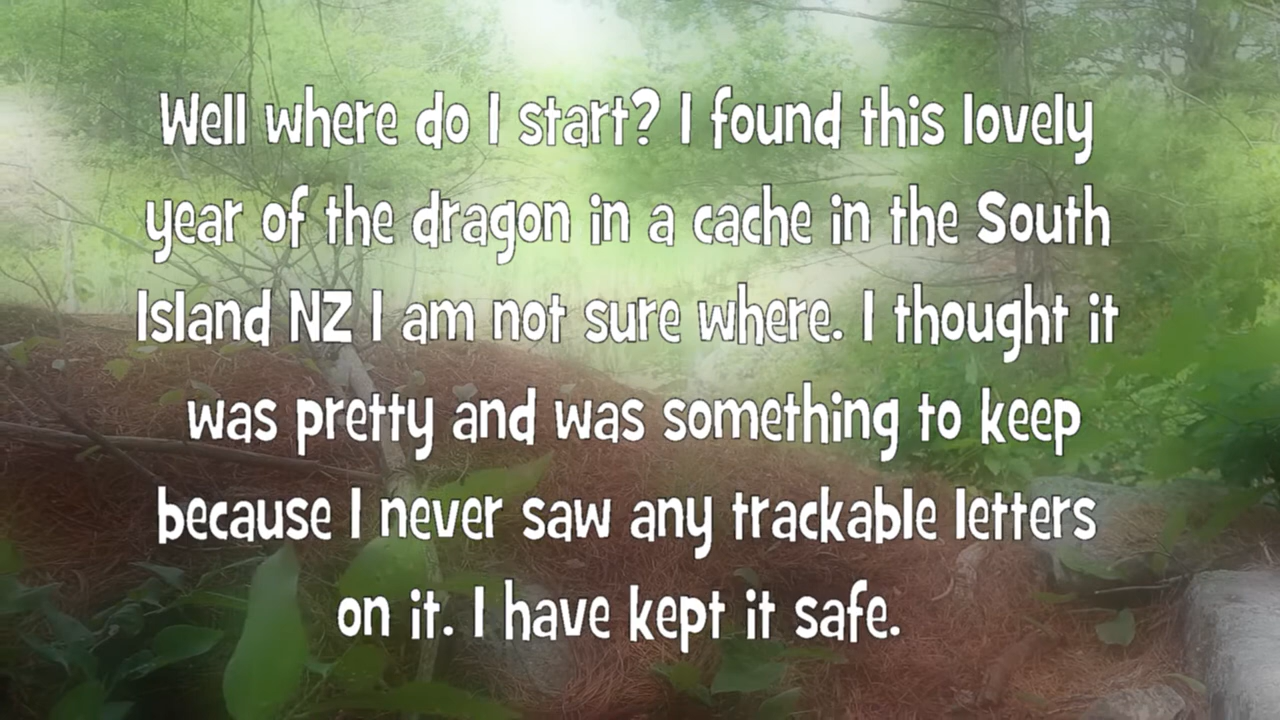 Well where do I start? I found this lovely
year of the dragon in a cache in the South
Island NZ I am not sure where. I thought it
was pretty and was something to keep
because I never saw any trackable letters
on it. I have kept it safe.